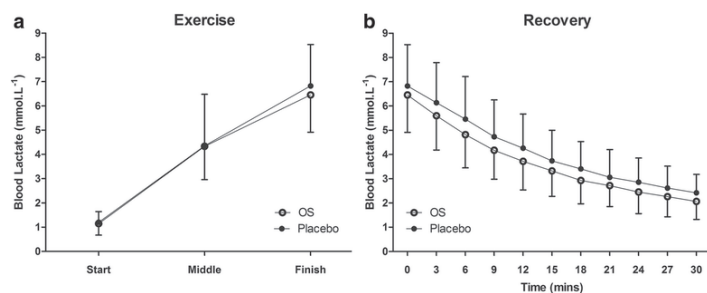 a
Exercise
Blood Lactate (mmol.L-1)
9
8
7
6
5
4
3
2
1
0
OS
Placebo
Start Middle Finish
b
Recovery
Blood Lactate (mmol.L-1)
9
8
7
6
5
4
3
2
1
0
OS
Placebo
0 3 6 9 12 15 18 21 24 27 30
Time (mins)